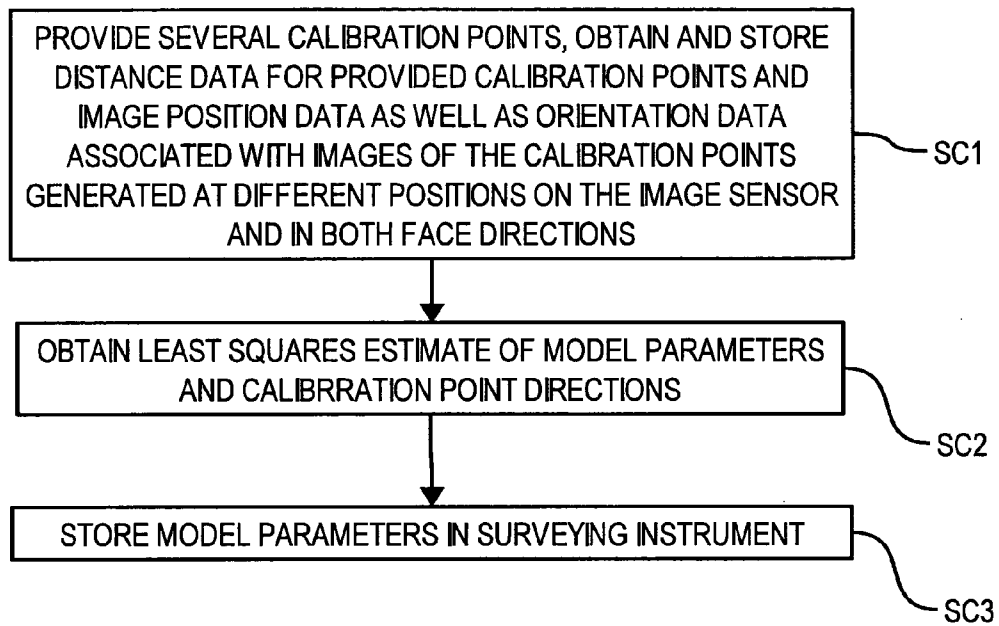 PROVIDE SEVERAL CALIBRATION POINTS, OBTAIN AND STORE
DISTANCE DATA FOR PROVIDED CALIBRATION POINTS AND
IMAGE POSITION DATA AS WELL AS ORIENTATION DATA
ASSOCIATED WITH IMAGES OF THE CALIBRATION POINTS
GENERATED AT DIFFERENT POSITIONS ON THE IMAGE SENSOR
AND IN BOTH FACE DIRECTIONS
SC1
OBTAIN LEAST SQUARES ESTIMATE OF MODEL PARAMETERS
AND CALIBRRATION POINT DIRECTIONS
SC2
STORE MODEL PARAMETERS IN SURVEYING INSTRUMENT
SC3